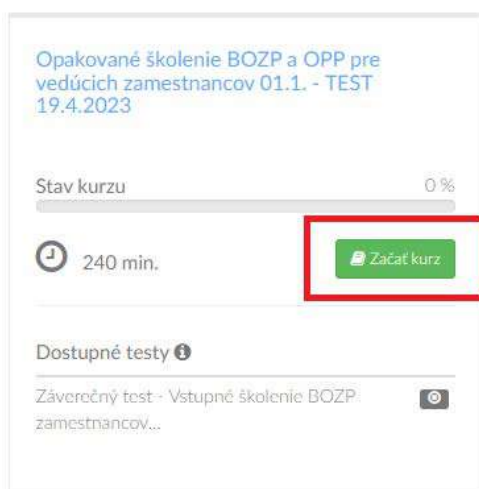 Opakované školenie BOZP a OPP pre
vedúcich zamestnancov 01.1. - TEST
19.4.2023
Stav kurzu 0 %
240 min. Začať kurz
Dostupné testy
Záverečný test - Vstupné školenie BOZP
zamestnancov...